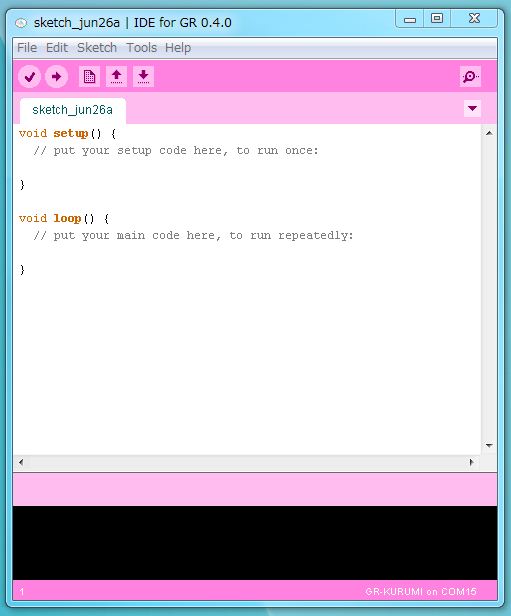 sketch_jun26a | IDE for GR 0.4.0
File Edit Sketch Tools Help
sketch_jun26a
void setup() {
  // put your setup code here, to run once:
}
void loop() {
  // put your main code here, to run repeatedly:
}
1 GR-KURUMI on COM15